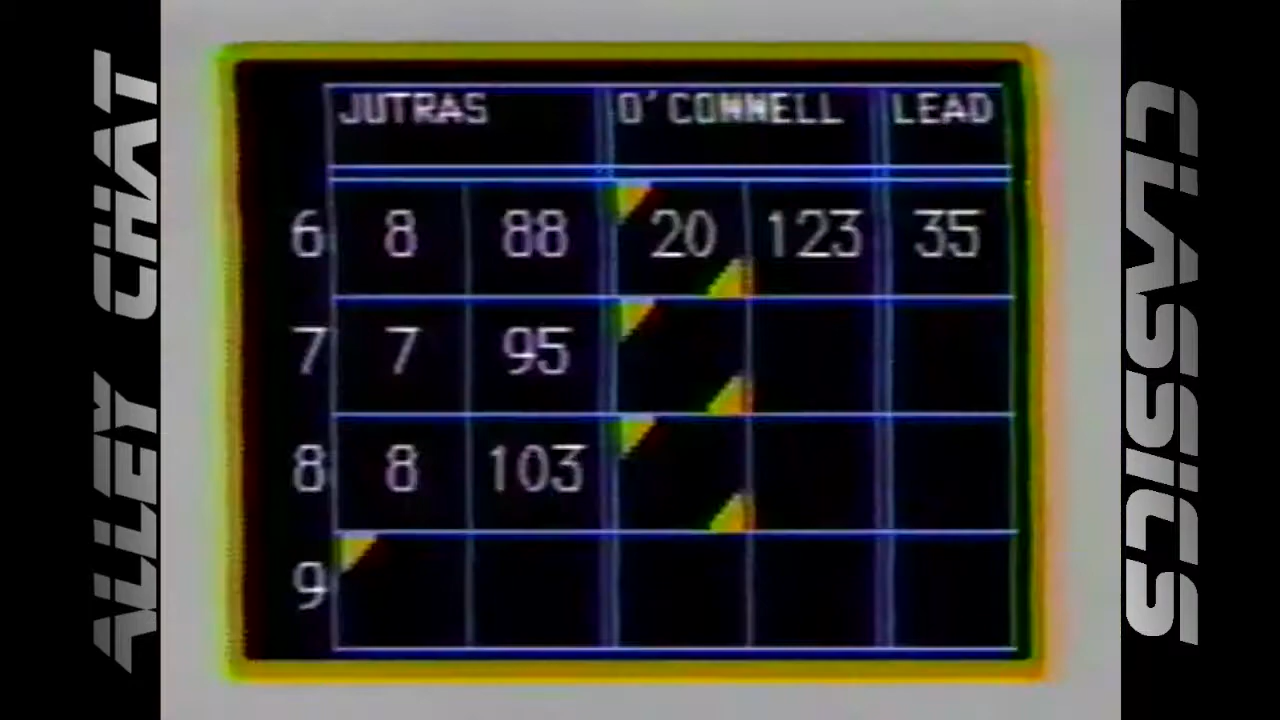 ALLEY CHAT
JUTRAS O'CONNELL LEAD
6 8 88 20 123 35
7 7 95
8 8 103
9
CLASSICS